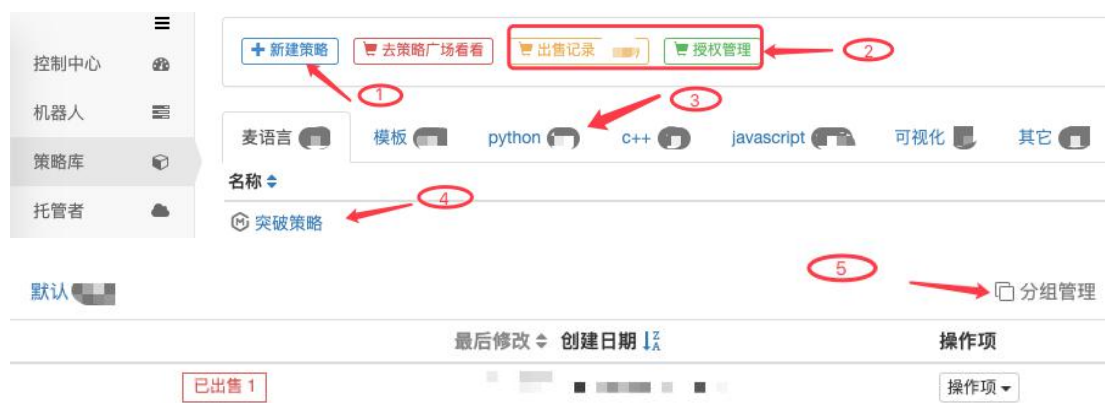 控制中心
机器人
策略库
托管者
新建策略 去策略广场看看 出售记录 授权管理 2
1
3
麦语言 模板 python c++ javascript 可视化 其它
名称
4
突破策略
5
默认 分组管理
最后修改 创建日期 操作项
已出售 1 操作项